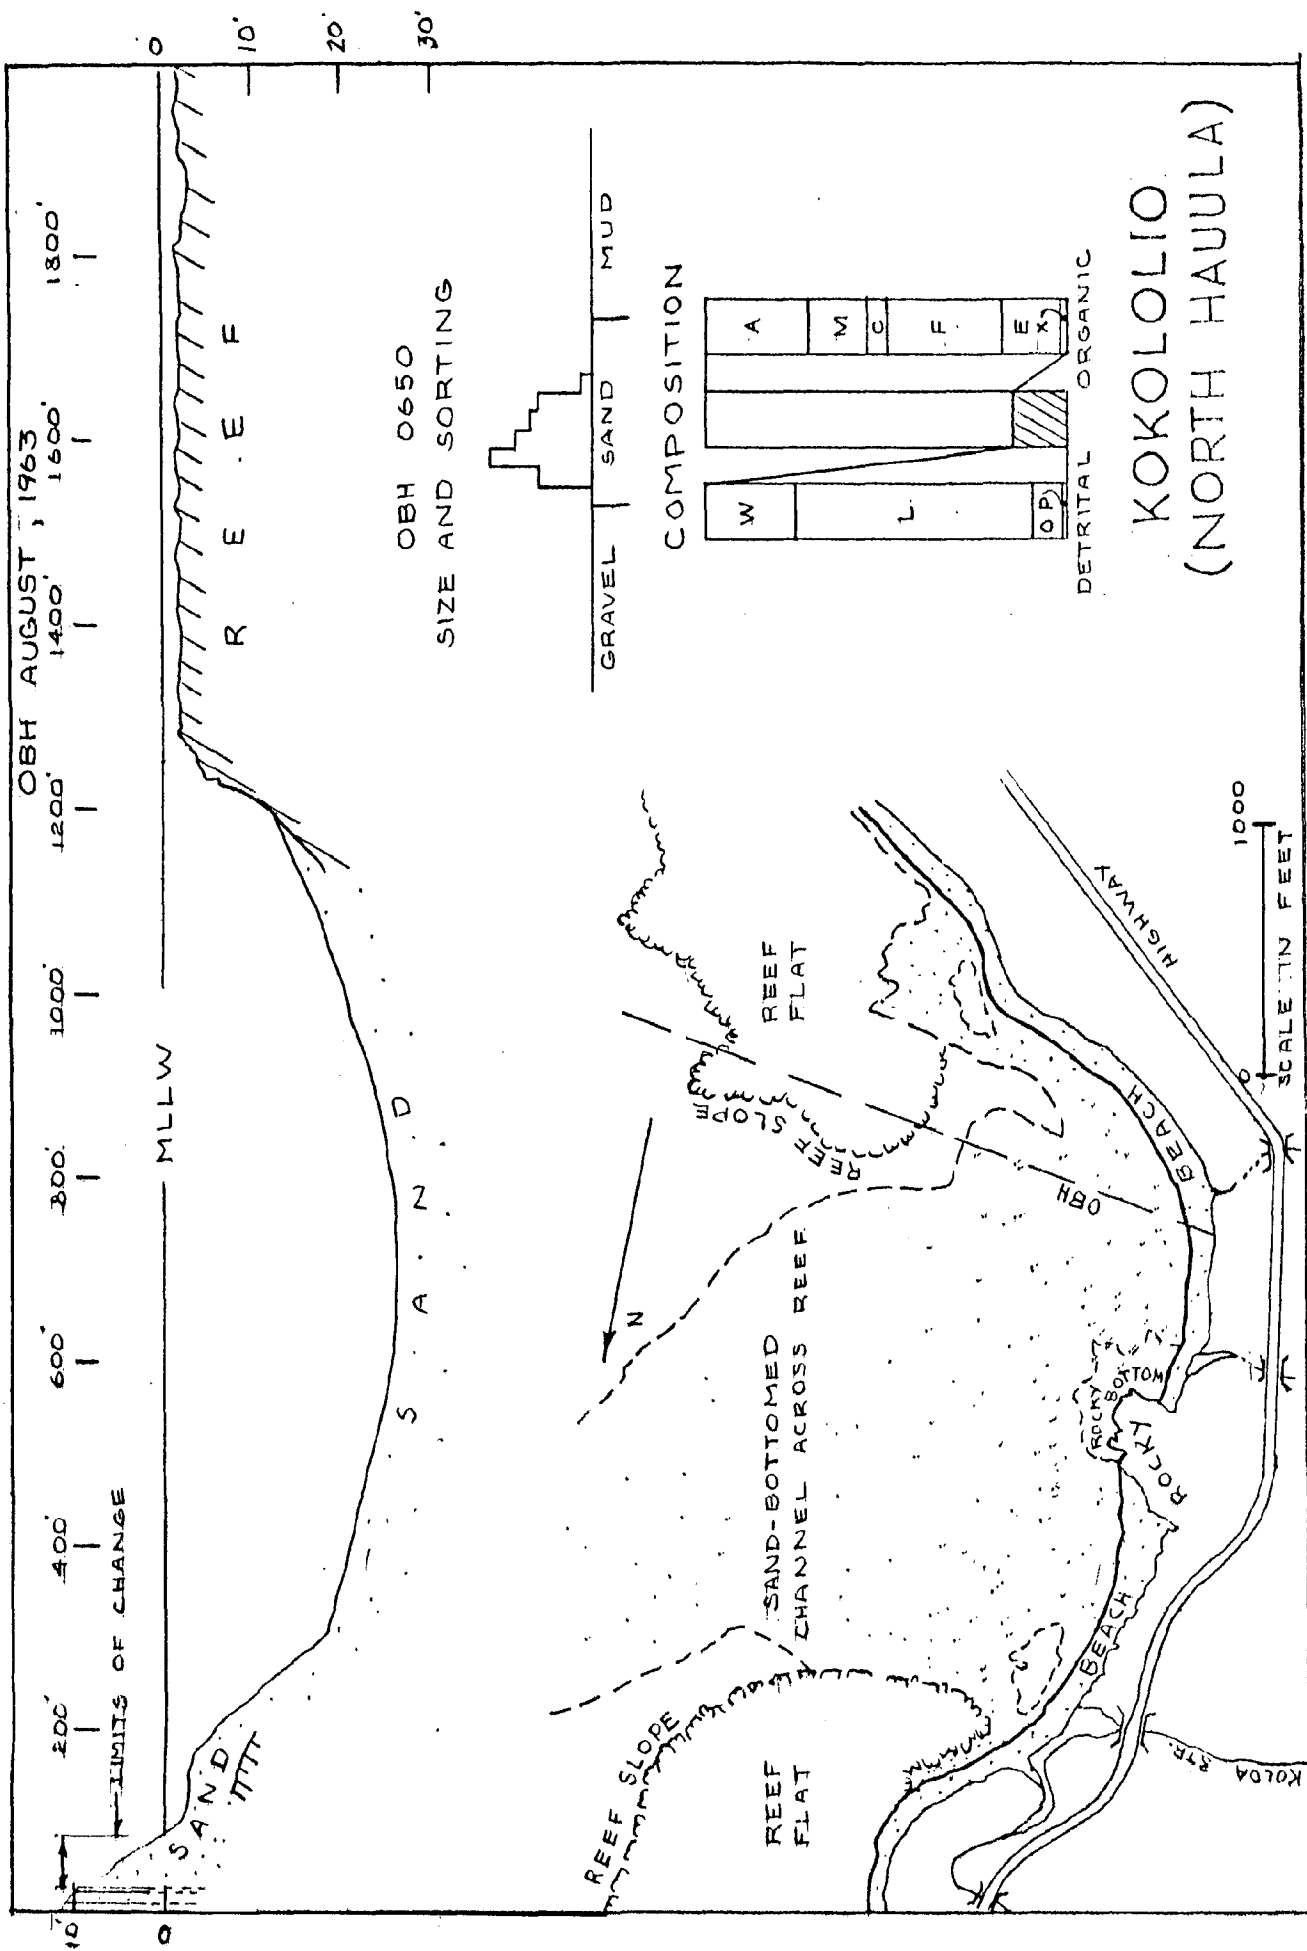 OBH AUGUST, 1963
200' 400' 600' 800' 1000' 1200' 1400' 1600' 1800'
10'
0
0
10'
20'
30'
LIMITS OF CHANGE
MLLW
SAND
SAND
REEF
OBH 0650
SIZE AND SORTING
GRAVEL SAND MUD
COMPOSITION
W
L
O P
A
M
C
F
E
X
DETRITAL ORGANIC
KOKOLOLIO
(NORTH HAUULA)
N
REEF SLOPE
REEF
FLAT
SAND-BOTTOMED
CHANNEL ACROSS REEF
REEF SLOPE
REEF
FLAT
OBH
ROCKY
BOTTOM
ROCKY
BEACH
BEACH
HIGHWAY
KOLOA
STR.
0 1000
SCALE IN FEET